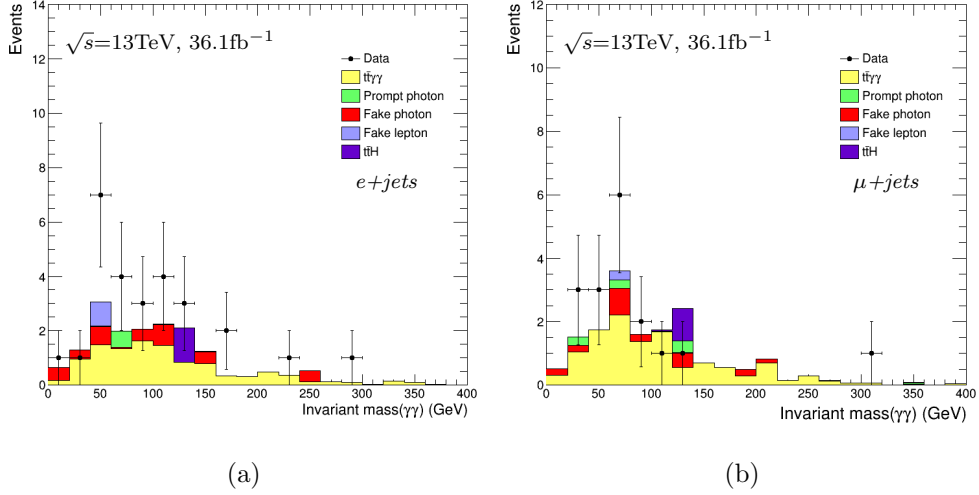 Events
14
12
10
8
6
4
2
0
√s=13TeV, 36.1fb⁻¹
Data
tt̄γγ
Prompt photon
Fake photon
Fake lepton
tt̄H
e+jets
0 50 100 150 200 250 300 350 400
Invariant mass(γγ) (GeV)
(a)
Events
12
10
8
6
4
2
0
√s=13TeV, 36.1fb⁻¹
Data
tt̄γγ
Prompt photon
Fake photon
Fake lepton
tt̄H
μ+jets
0 50 100 150 200 250 300 350 400
Invariant mass(γγ) (GeV)
(b)